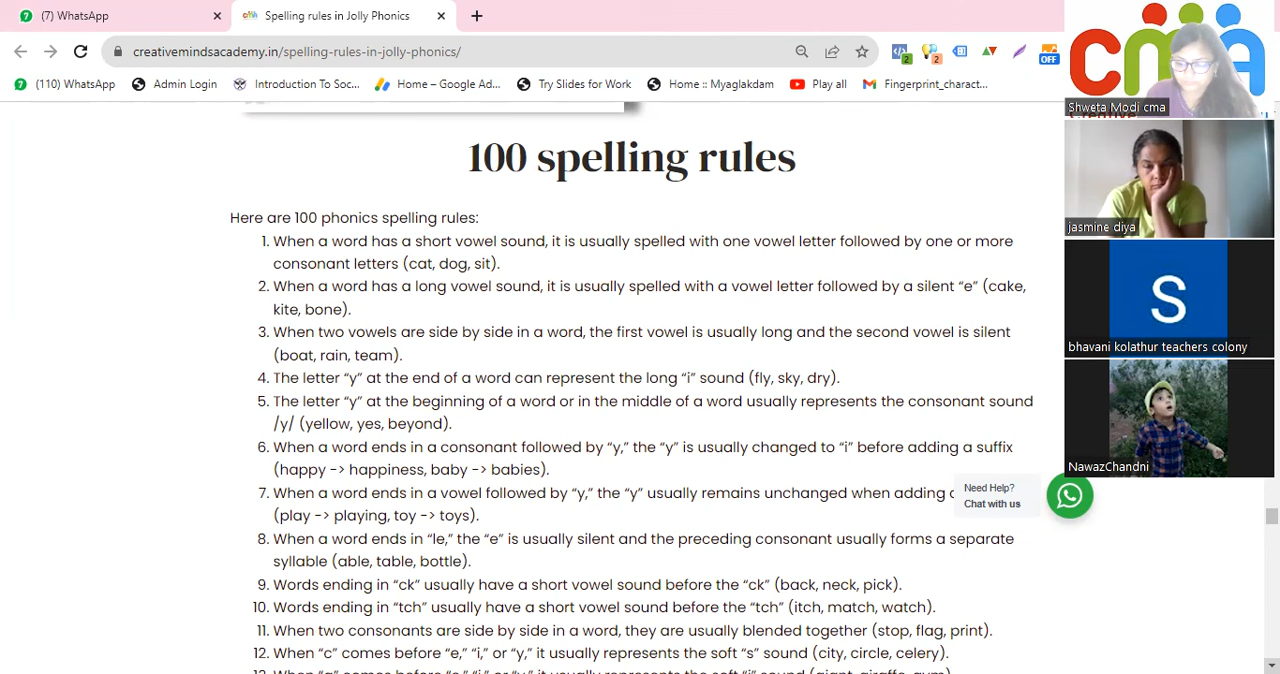 (7) WhatsApp
Spelling rules in Jolly Phonics
creativemindsacademy.in/spelling-rules-in-jolly-phonics/
2
2
OFF
(110) WhatsApp
Admin Login
Introduction To Soc...
Home – Google Ad...
Try Slides for Work
Home :: Myaglakdam
Play all
Fingerprint_charact...
cma
Shweta Modi cma
100 spelling rules
Here are 100 phonics spelling rules:
1. When a word has a short vowel sound, it is usually spelled with one vowel letter followed by one or more
consonant letters (cat, dog, sit).
2. When a word has a long vowel sound, it is usually spelled with a vowel letter followed by a silent “e” (cake,
kite, bone).
3. When two vowels are side by side in a word, the first vowel is usually long and the second vowel is silent
(boat, rain, team).
4. The letter “y” at the end of a word can represent the long “i” sound (fly, sky, dry).
5. The letter “y” at the beginning of a word or in the middle of a word usually represents the consonant sound
/y/ (yellow, yes, beyond).
6. When a word ends in a consonant followed by “y,” the “y” is usually changed to “i” before adding a suffix
(happy -> happiness, baby -> babies).
7. When a word ends in a vowel followed by “y,” the “y” usually remains unchanged when adding
(play -> playing, toy -> toys).
8. When a word ends in “le,” the “e” is usually silent and the preceding consonant usually forms a separate
syllable (able, table, bottle).
9. Words ending in “ck” usually have a short vowel sound before the “ck” (back, neck, pick).
10. Words ending in “tch” usually have a short vowel sound before the “tch” (itch, match, watch).
11. When two consonants are side by side in a word, they are usually blended together (stop, flag, print).
12. When “c” comes before “e,” “i,” or “y,” it usually represents the soft “s” sound (city, circle, celery).
jasmine diya
S
bhavani kolathur teachers colony
NawazChandni
Need Help?
Chat with us